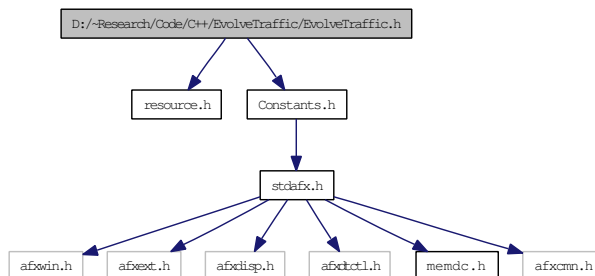 D:/~Research/Code/C++/EvolveTraffic/EvolveTraffic.h
resource.h Constants.h
stdafx.h
afxwin.h afxext.h afxdisp.h afxdtctl.h memdc.h afxcmn.h